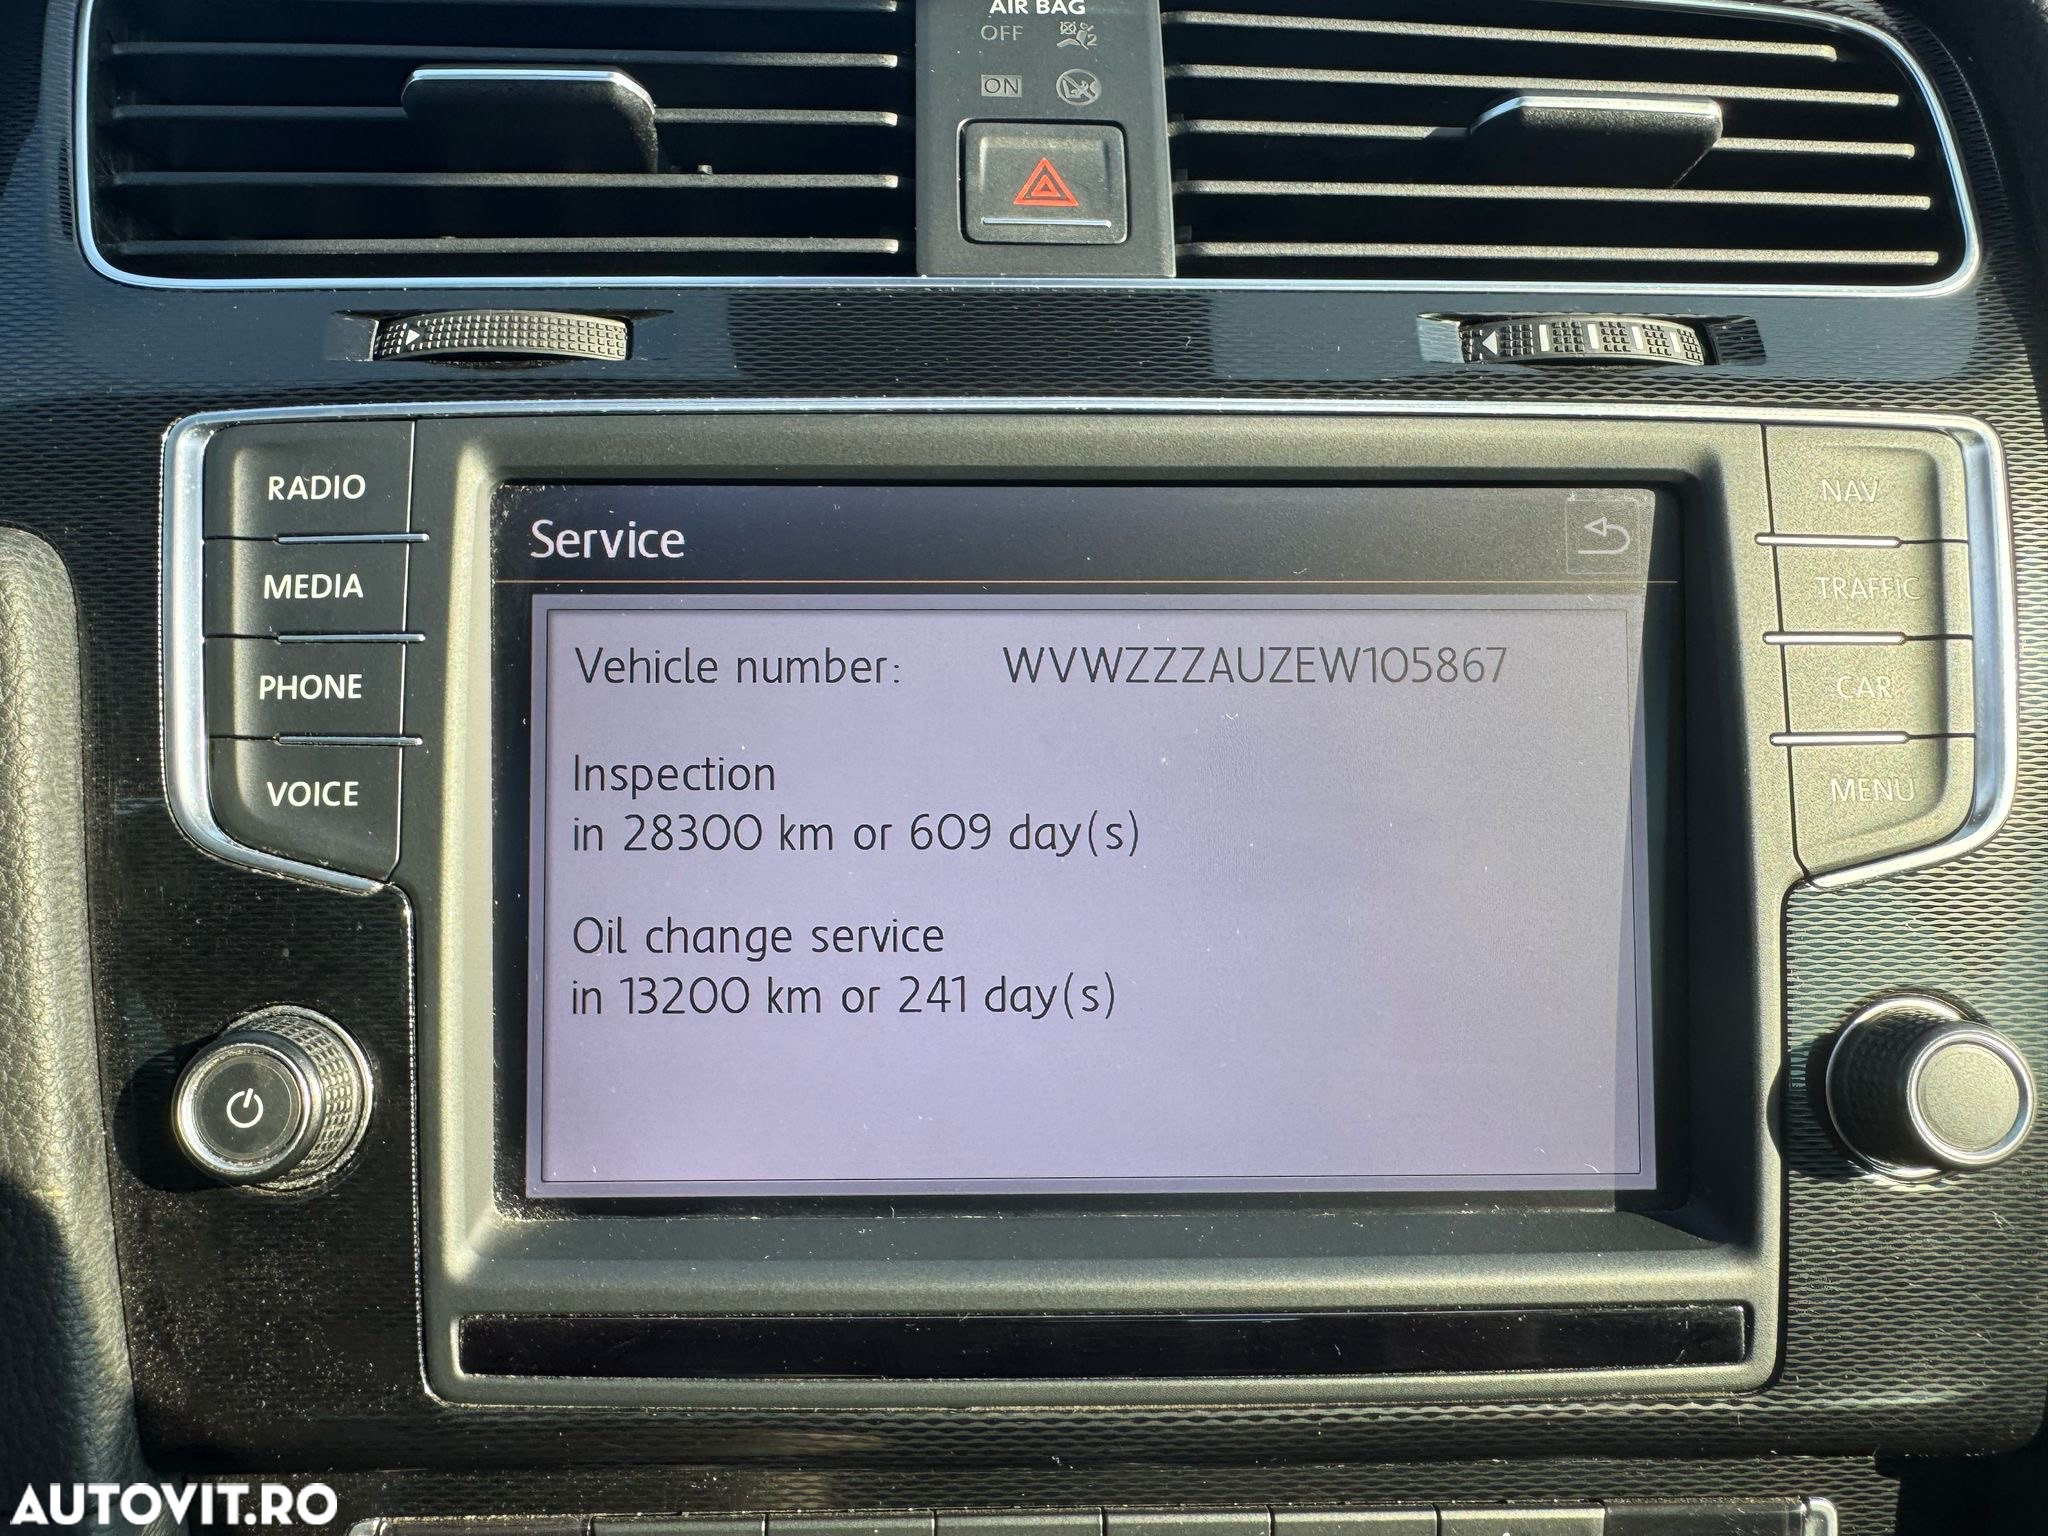 AIR BAG
OFF
2
ON
RADIO
MEDIA
PHONE
VOICE
Service
Vehicle number: WVWZZZAUZEW105867
Inspection
in 28300 km or 609 day(s)
Oil change service
in 13200 km or 241 day(s)
NAV
TRAFFIC
CAR
MENU
AUTOVIT.RO